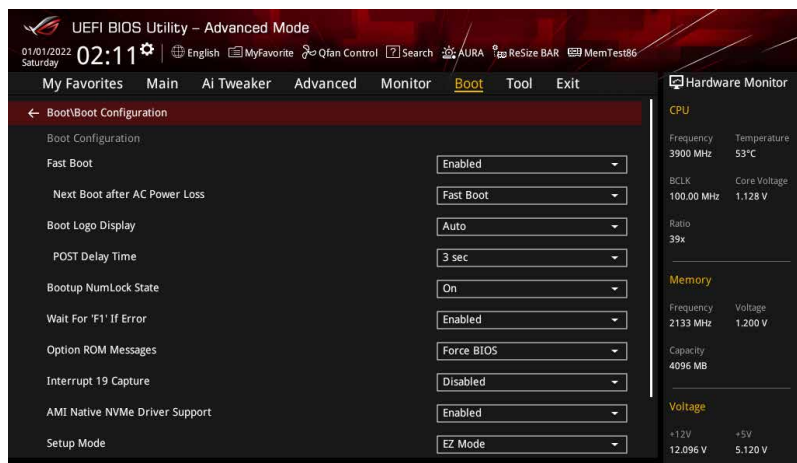 UEFI BIOS Utility – Advanced Mode
01/01/2022 Saturday 02:11 English MyFavorite Qfan Control ? Search AURA ReSize BAR MemTest86
My Favorites Main Ai Tweaker Advanced Monitor Boot Tool Exit
← Boot\Boot Configuration
Boot Configuration
Fast Boot Enabled
Next Boot after AC Power Loss Fast Boot
Boot Logo Display Auto
POST Delay Time 3 sec
Bootup NumLock State On
Wait For 'F1' If Error Enabled
Option ROM Messages Force BIOS
Interrupt 19 Capture Disabled
AMI Native NVMe Driver Support Enabled
Setup Mode EZ Mode
Hardware Monitor
CPU
Frequency Temperature
3900 MHz 53°C
BCLK Core Voltage
100.00 MHz 1.128 V
Ratio
39x
Memory
Frequency Voltage
2133 MHz 1.200 V
Capacity
4096 MB
Voltage
+12V +5V
12.096 V 5.120 V